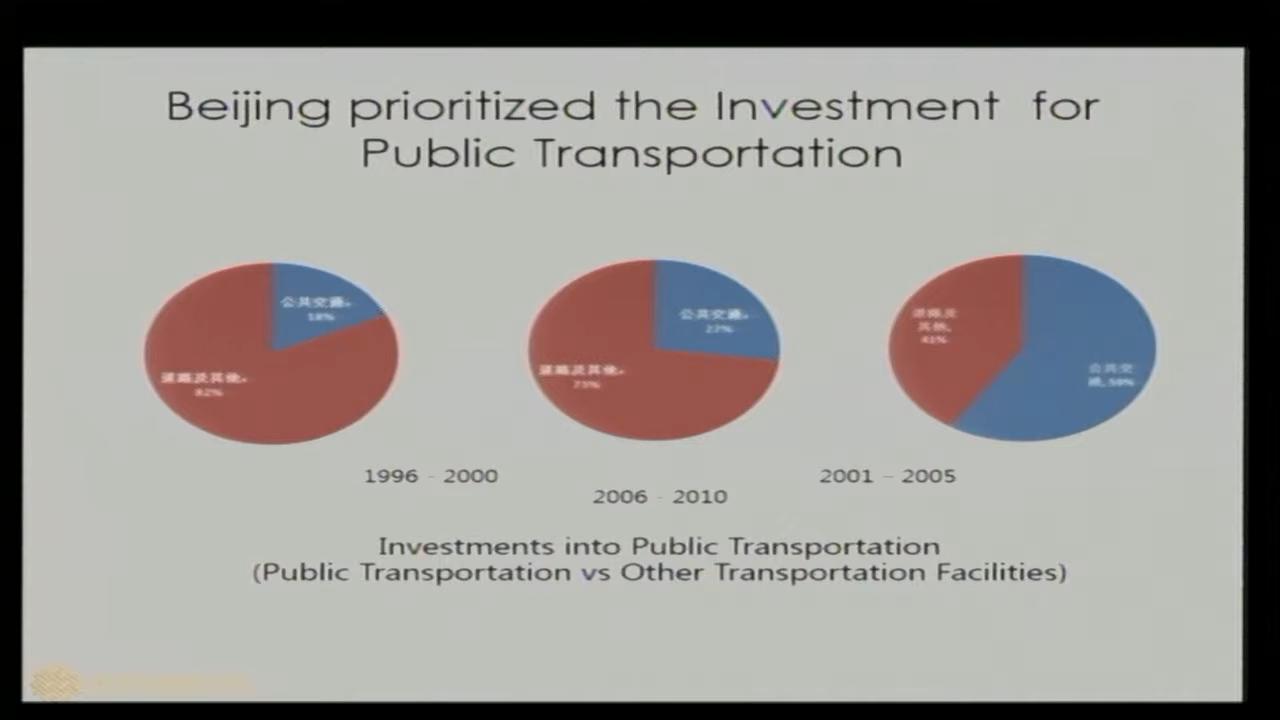 Beijing prioritized the Investment for
Public Transportation
公共交通,
18%
道路及其他,
82%
公共交通,
27%
道路及其他,
73%
道路及
其他,
41%
公共交
通, 59%
1996 - 2000
2001 - 2005
2006 - 2010
Investments into Public Transportation
(Public Transportation vs Other Transportation Facilities)